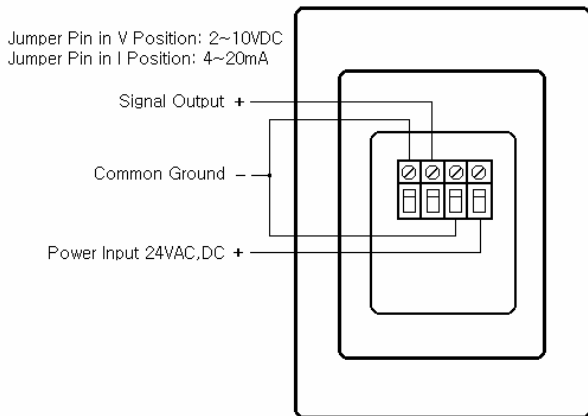 Jumper Pin in V Position: 2~10VDC
Jumper Pin in I Position: 4~20mA
Signal Output +
Common Ground -
Power Input 24VAC,DC +